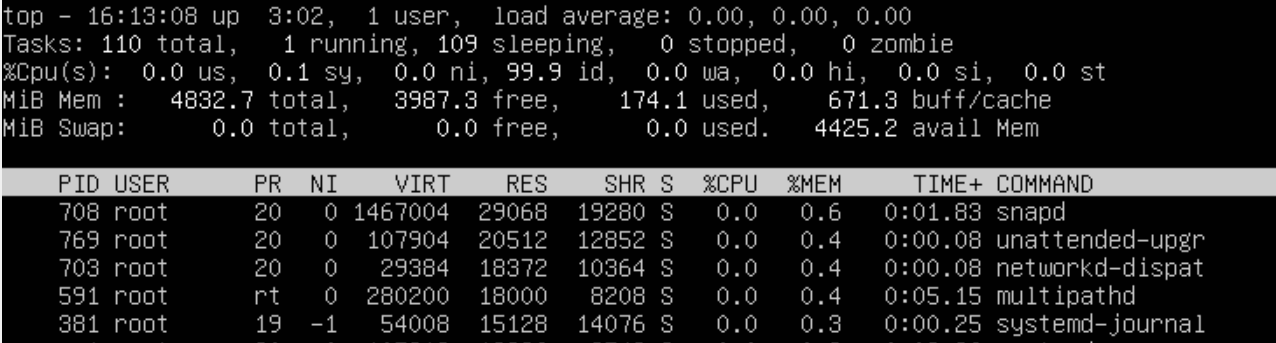 top - 16:13:08 up  3:02,  1 user,  load average: 0.00, 0.00, 0.00
Tasks: 110 total,   1 running, 109 sleeping,   0 stopped,   0 zombie
%Cpu(s):  0.0 us,  0.1 sy,  0.0 ni, 99.9 id,  0.0 wa,  0.0 hi,  0.0 si,  0.0 st
MiB Mem :   4832.7 total,   3987.3 free,    174.1 used,    671.3 buff/cache
MiB Swap:      0.0 total,      0.0 free,      0.0 used.   4425.2 avail Mem
PID USER      PR  NI    VIRT    RES    SHR S  %CPU  %MEM     TIME+ COMMAND
708 root      20   0 1467004  29068  19280 S   0.0   0.6   0:01.83 snapd
769 root      20   0  107904  20512  12852 S   0.0   0.4   0:00.08 unattended-upgr
703 root      20   0   29384  18372  10364 S   0.0   0.4   0:00.08 networkd-dispat
591 root      rt   0  280200  18000   8208 S   0.0   0.4   0:05.15 multipathd
381 root      19  -1   54008  15128  14076 S   0.0   0.3   0:00.25 systemd-journal